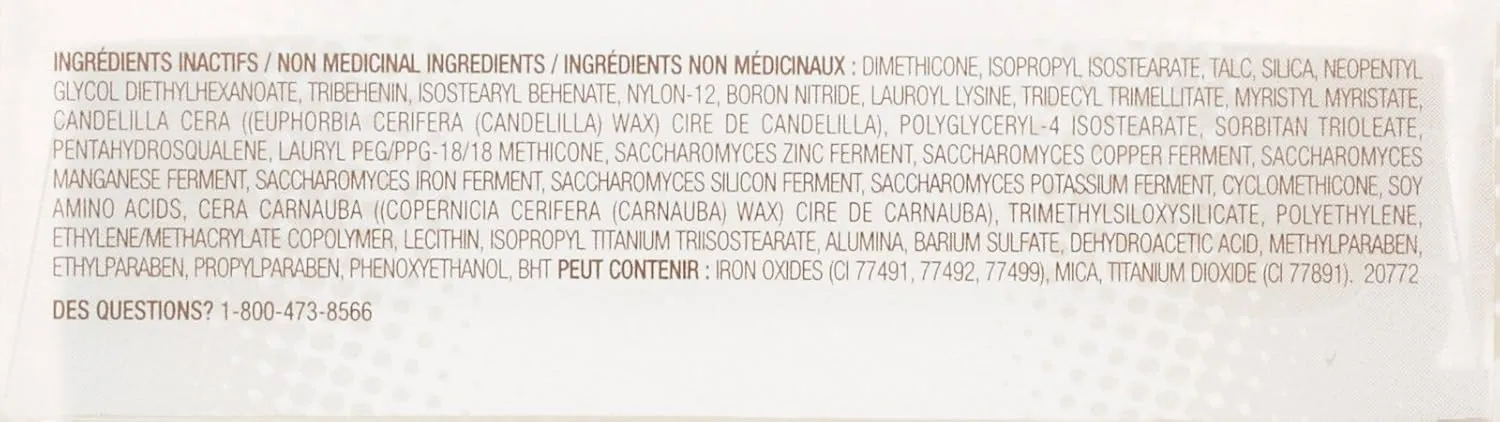 INGRÉDIENTS INACTIFS / NON MEDICINAL INGREDIENTS / INGRÉDIENTS NON MÉDICINAUX : DIMETHICONE, ISOPROPYL ISOSTEARATE, TALC, SILICA, NEOPENTYL
GLYCOL DIETHYLHEXANOATE, TRIBEHENIN, ISOSTEARYL BEHENATE, NYLON-12, BORON NITRIDE, LAUROYL LYSINE, TRIDECYL TRIMELLITATE, MYRISTYL MYRISTATE,
CANDELILLA CERA ((EUPHORBIA CERIFERA (CANDELILLA) WAX) CIRE DE CANDELILLA), POLYGLYCERYL-4 ISOSTEARATE, SORBITAN TRIOLEATE,
PENTAHYDROSQUALENE, LAURYL PEG/PPG-18/18 METHICONE, SACCHAROMYCES ZINC FERMENT, SACCHAROMYCES COPPER FERMENT, SACCHAROMYCES
MANGANESE FERMENT, SACCHAROMYCES IRON FERMENT, SACCHAROMYCES SILICON FERMENT, SACCHAROMYCES POTASSIUM FERMENT, CYCLOMETHICONE, SOY
AMINO ACIDS, CERA CARNAUBA ((COPERNICIA CERIFERA (CARNAUBA) WAX) CIRE DE CARNAUBA), TRIMETHYLSILOXYSILICATE, POLYETHYLENE,
ETHYLENE/METHACRYLATE COPOLYMER, LECITHIN, ISOPROPYL TITANIUM TRIISOSTEARATE, ALUMINA, BARIUM SULFATE, DEHYDROACETIC ACID, METHYLPARABEN,
ETHYLPARABEN, PROPYLPARABEN, PHENOXYETHANOL, BHT PEUT CONTENIR : IRON OXIDES (CI 77491, 77492, 77499), MICA, TITANIUM DIOXIDE (CI 77891). 20772
DES QUESTIONS? 1-800-473-8566